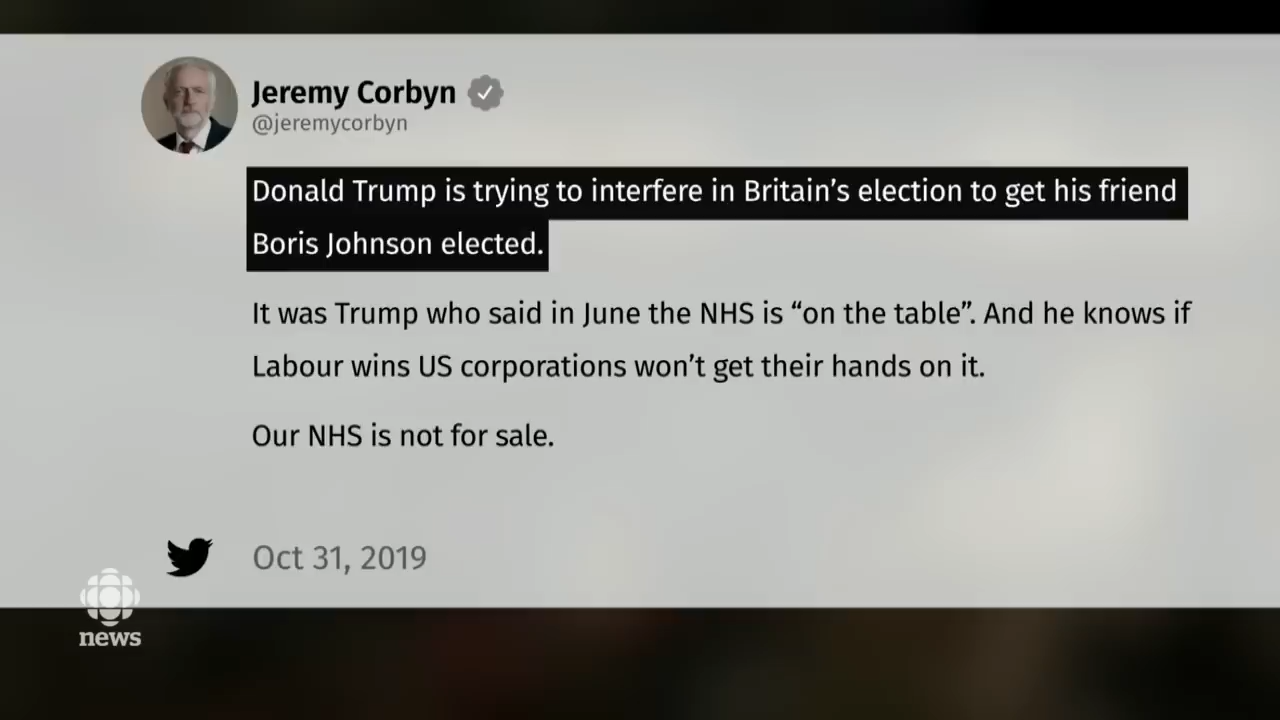 Jeremy Corbyn
@jeremycorbyn
Donald Trump is trying to interfere in Britain’s election to get his friend
Boris Johnson elected.
It was Trump who said in June the NHS is “on the table”. And he knows if
Labour wins US corporations won’t get their hands on it.
Our NHS is not for sale.
Oct 31, 2019
news